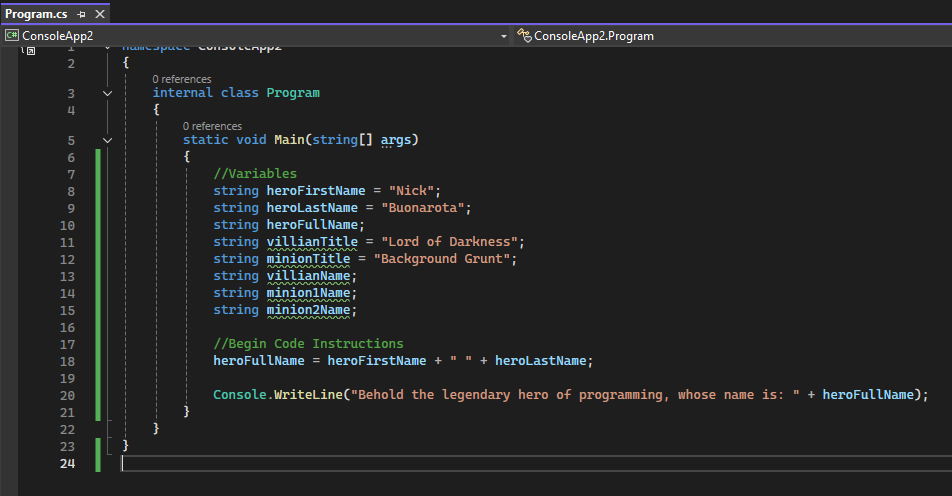 Program.cs
C# ConsoleApp2 ConsoleApp2.Program
1 namespace ConsoleApp2
2 {
0 references
3 internal class Program
4 {
0 references
5 static void Main(string[] args)
6 {
7 //Variables
8 string heroFirstName = "Nick";
9 string heroLastName = "Buonarota";
10 string heroFullName;
11 string villianTitle = "Lord of Darkness";
12 string minionTitle = "Background Grunt";
13 string villianName;
14 string minion1Name;
15 string minion2Name;
16
17 //Begin Code Instructions
18 heroFullName = heroFirstName + " " + heroLastName;
19
20 Console.WriteLine("Behold the legendary hero of programming, whose name is: " + heroFullName);
21 }
22 }
23 }
24